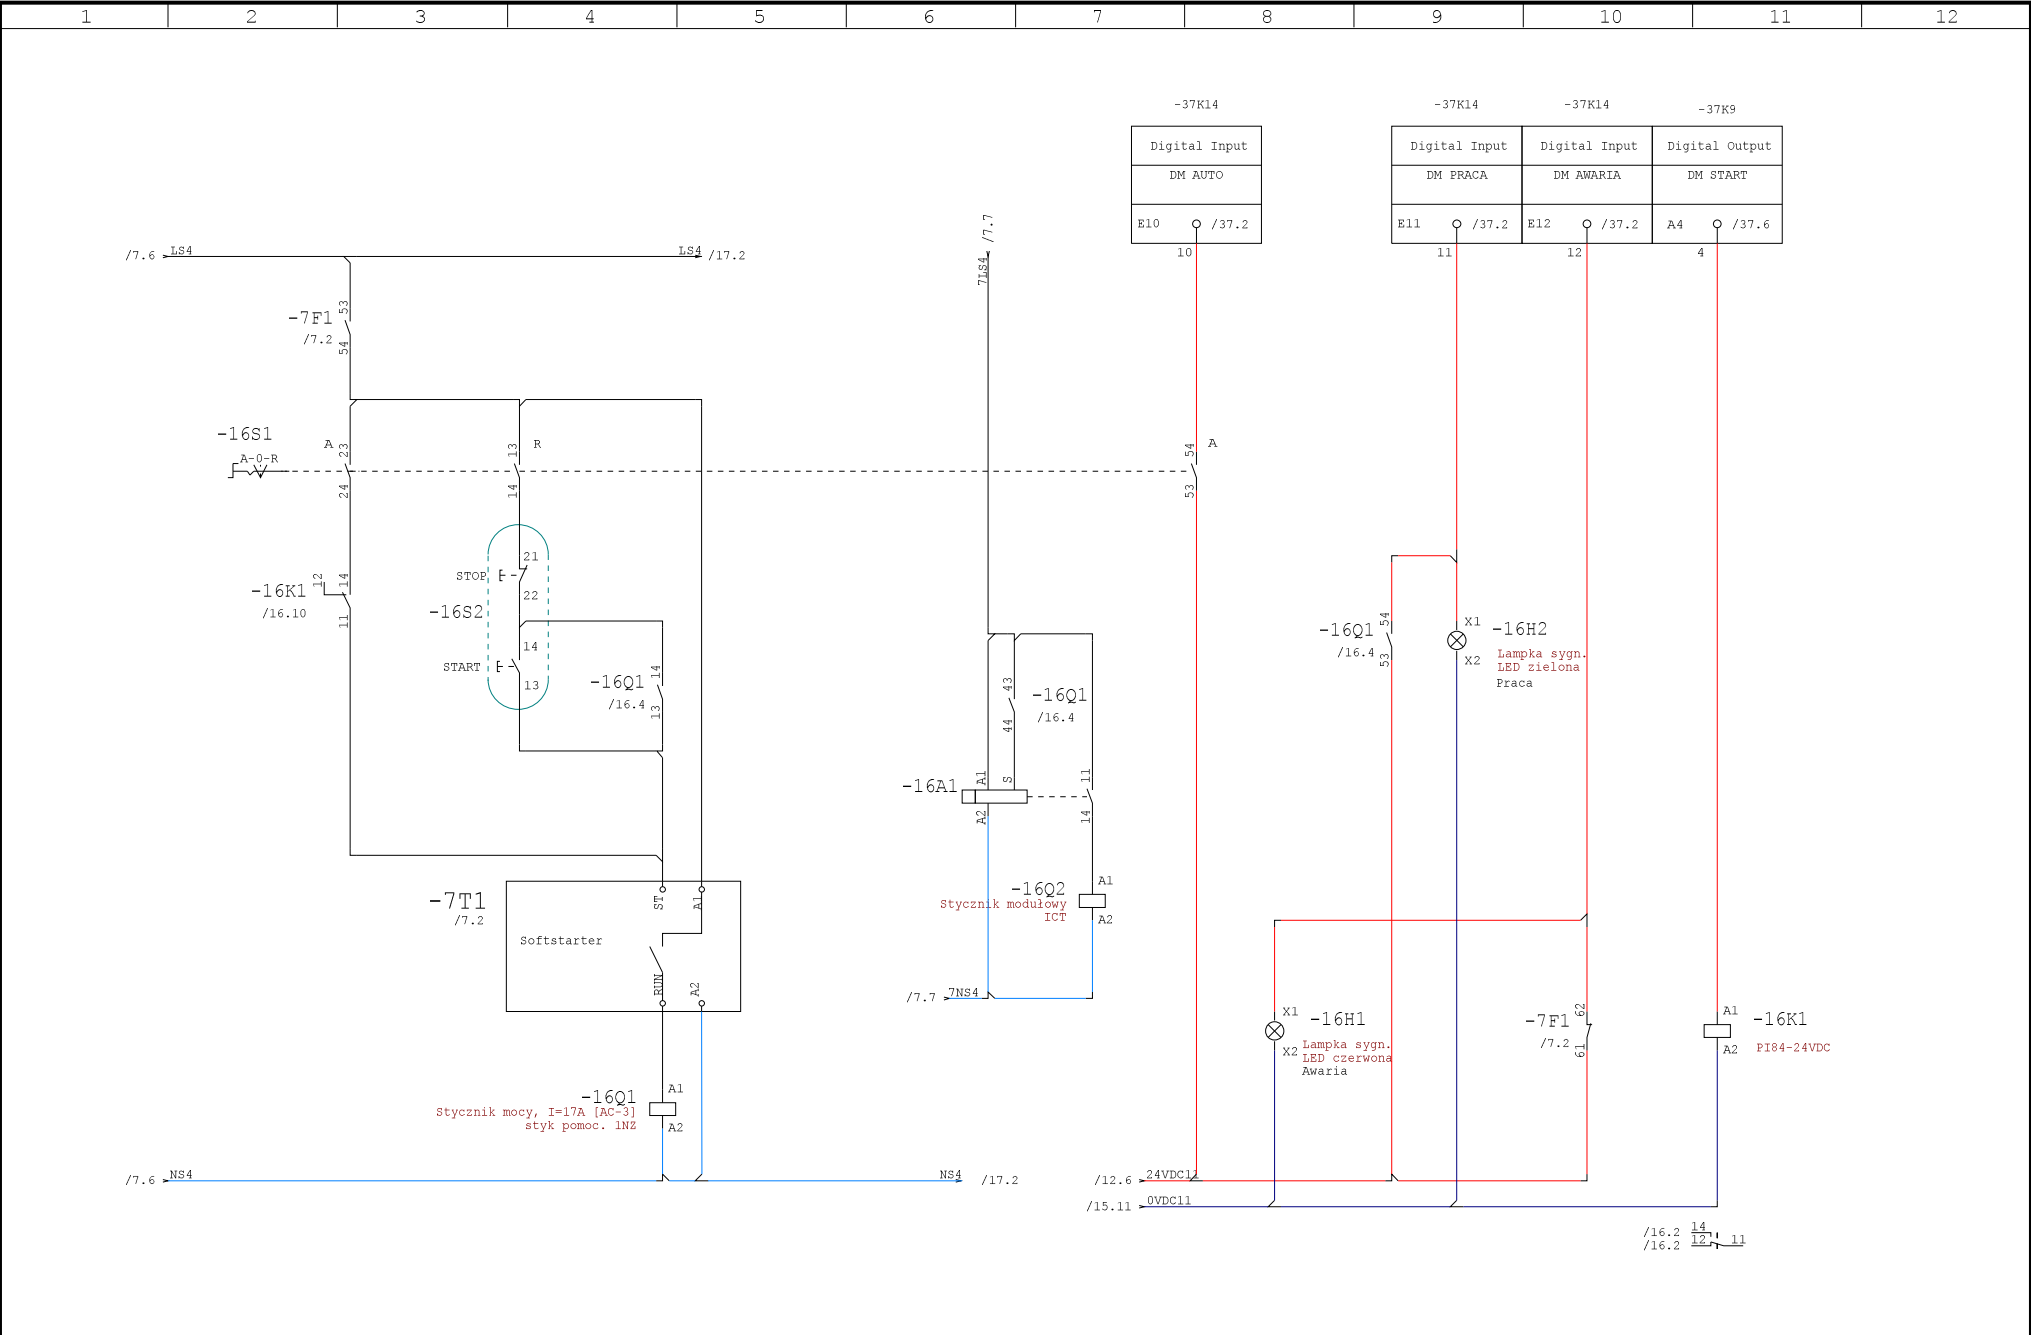 1 2 3 4 5 6 7 8 9 10 11 12
-37K14 -37K14 -37K14 -37K9
Digital Input Digital Input Digital Input Digital Output
DM AUTO DM PRACA DM AWARIA DM START
E10 /37.2 E11 /37.2 E12 /37.2 A4 /37.6
10 11 12 4
/7.6 LS4 LS4 /17.2
7LS4 /7.7
53
-7F1
/7.2
54
-16S1
A-0-R
A 23
24
13 R
14
54 A
53
21
STOP
22
-16S2
14
START
13
12 14
-16K1
/16.10
11
14
-16Q1
/16.4
13
43
-16Q1
/16.4
44
54
-16Q1
/16.4
53
X1
-16H2
X2
Lampka sygn.
LED zielona
Praca
A1 S 11
-16A1
A2 14
-7T1
/7.2
ST A1
Softstarter
RUN A2
A1
-16Q2
Stycznik modułowy
ICT
A2
/7.7 7NS4
X1
-16H1
X2
Lampka sygn.
LED czerwona
Awaria
62
-7F1
/7.2
61
A1
-16K1
A2
PI84-24VDC
A1
-16Q1
Stycznik mocy, I=17A [AC-3]
styk pomoc. 1NZ
A2
/7.6 NS4 NS4 /17.2
/12.6 24VDC11
/15.11 0VDC11
/16.2 14
/16.2 12 11